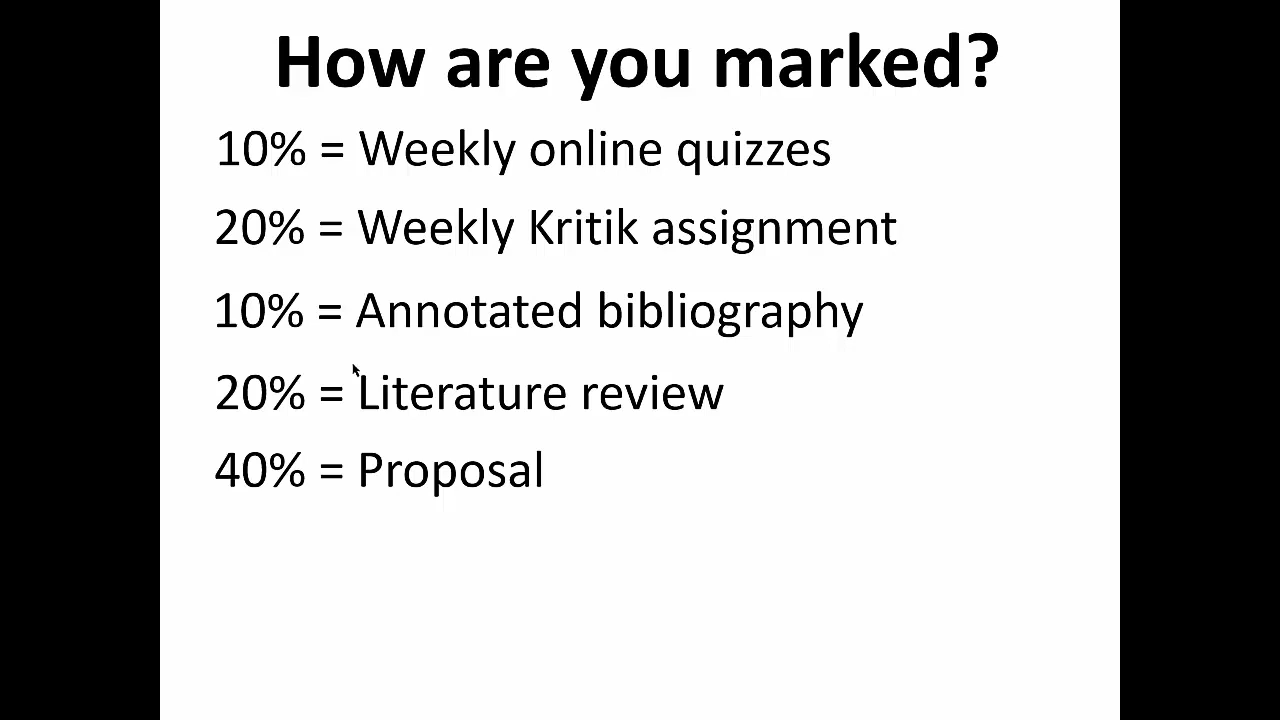 How are you marked?
10% = Weekly online quizzes
20% = Weekly Kritik assignment
10% = Annotated bibliography
20% = Literature review
40% = Proposal